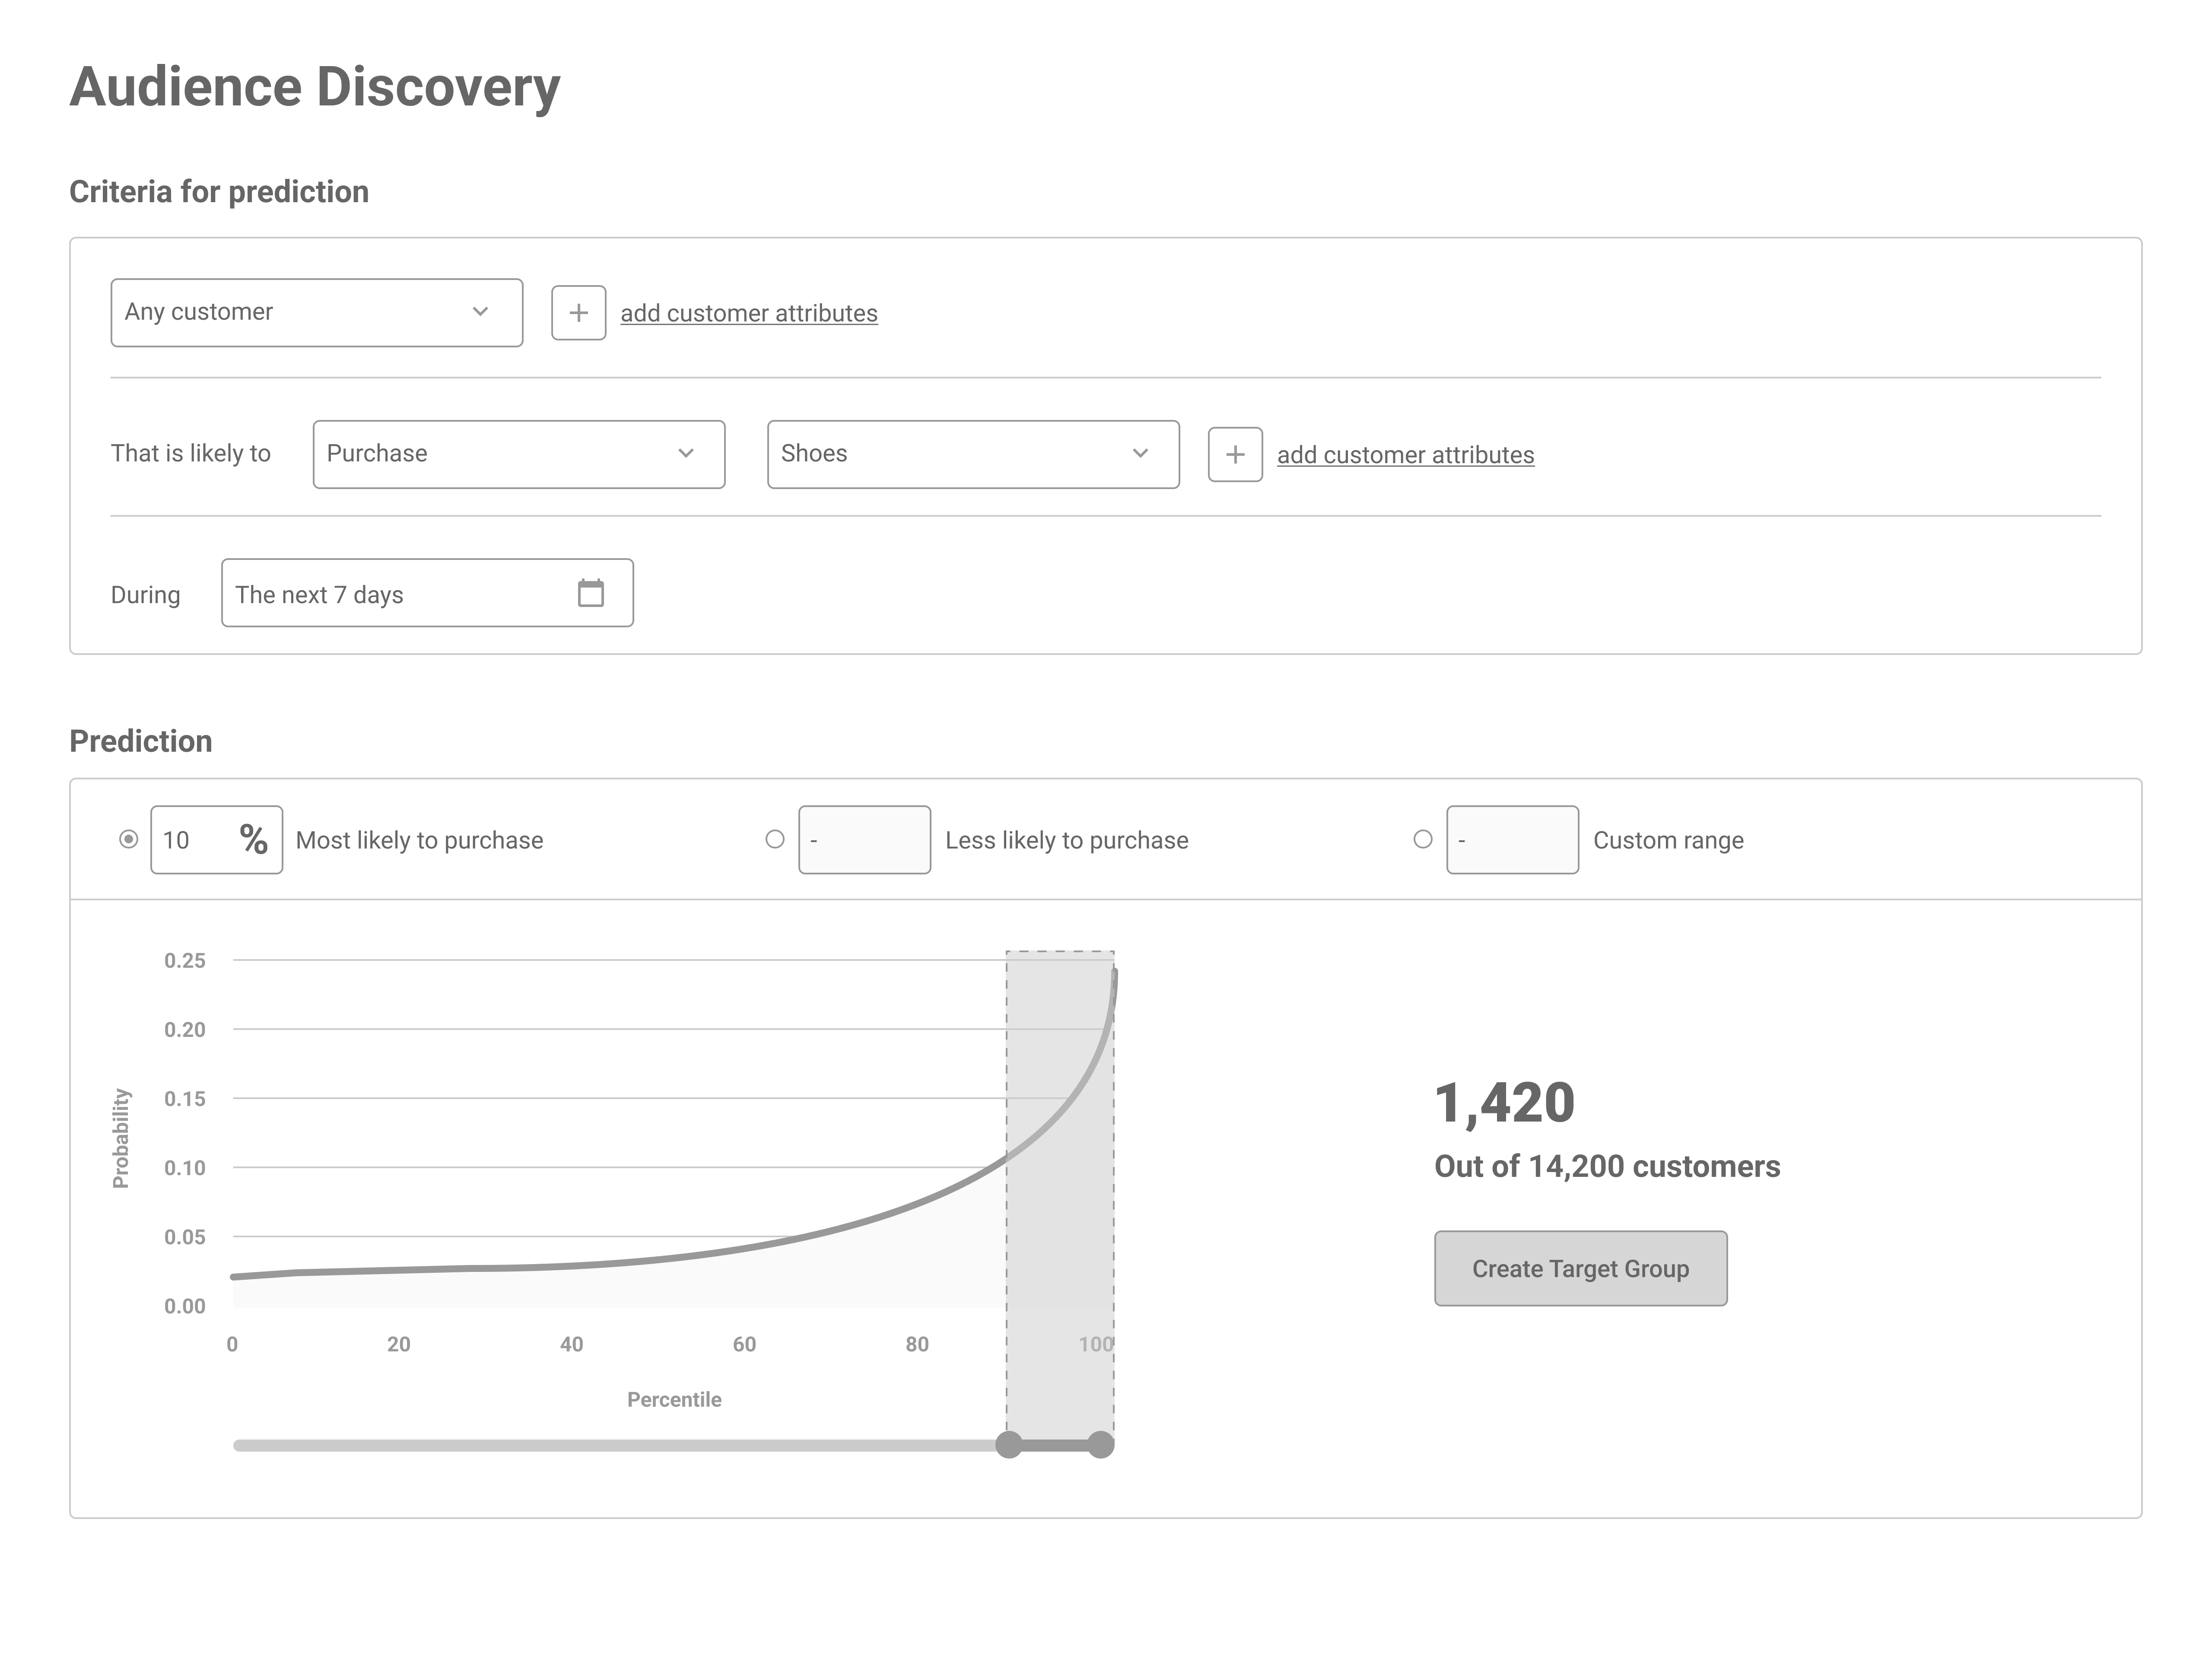 Audience Discovery
Criteria for prediction
Any customer + add customer attributes
That is likely to Purchase Shoes + add customer attributes
During The next 7 days
Prediction
10 % Most likely to purchase - Less likely to purchase - Custom range
0.25
0.20
0.15
0.10
0.05
0.00
Probability
0 20 40 60 80 100
Percentile
1,420
Out of 14,200 customers
Create Target Group